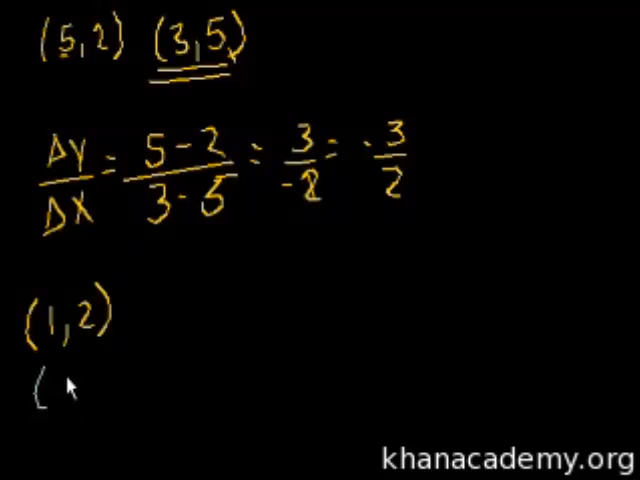 (5,2) (3,5)
ΔY/ΔX = 5-2/3-5 = 3/-2 = -3/2
(1,2)
(
khanacademy.org